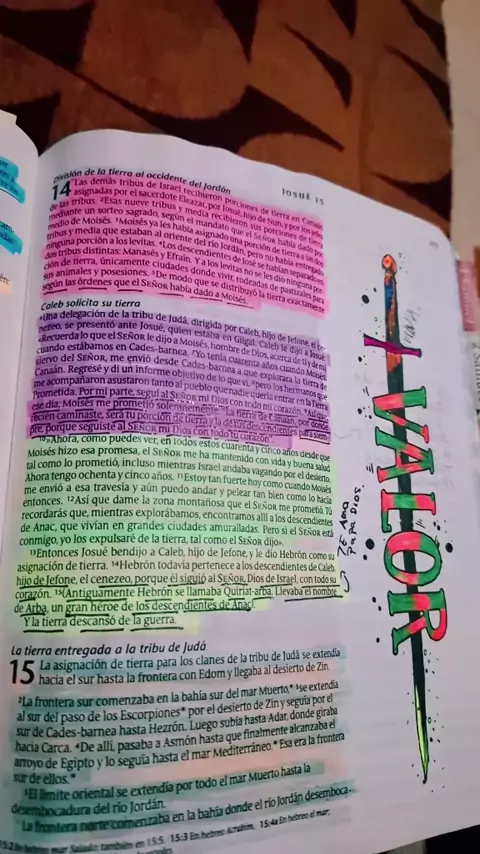 JOSUÉ 15
División de la tierra al occidente del Jordán
14 Las demás tribus de Israel recibieron porciones de tierra en Canaán
asignadas por el sacerdote Eleazar, por Josué, hijo de Nun, y por los jefes
de las tribus. ²Esas nueve tribus y media recibieron sus porciones de tierra
mediante un sorteo sagrado, según el mandato que el SEÑOR había dado por
medio de Moisés. ³Moisés ya les había asignado una porción de tierra a las dos
tribus y media que estaban al oriente del río Jordán, pero no había entregado
ninguna porción a los levitas. ⁴Los descendientes de José se habían separado en
dos tribus distintas: Manasés y Efraín. Y a los levitas no se les dio ninguna por-
ción de tierra, únicamente ciudades donde vivir, rodeadas de pastizales para
sus animales y posesiones. ⁵De modo que se distribuyó la tierra exactamente
según las órdenes que el SEÑOR había dado a Moisés.
Caleb solicita su tierra
⁶Una delegación de la tribu de Judá, dirigida por Caleb, hijo de Jefone, el ce-
nezeo, se presentó ante Josué, quien estaba en Gilgal. Caleb le dijo a Josué:
«Recuerda lo que el SEÑOR le dijo a Moisés, hombre de Dios, acerca de ti y de mí
cuando estábamos en Cades-barnea. ⁷Yo tenía cuarenta años cuando Moisés,
siervo del SEÑOR, me envió desde Cades-barnea a que explorara la tierra de
Canaán. Regresé y di un informe objetivo de lo que vi, ⁸pero los hermanos que
me acompañaron asustaron tanto al pueblo que nadie quería entrar en la Tierra
Prometida. Por mi parte, seguí al SEÑOR mi Dios con todo mi corazón. ⁹Así que,
ese día, Moisés me prometió solemnemente: "La tierra de Canaán, por donde
recién caminaste, será tu porción de tierra y la de tus descendientes para siem-
pre, porque seguiste al SEÑOR mi Dios con todo tu corazón".
¹⁰»Ahora, como puedes ver, en todos estos cuarenta y cinco años desde que
Moisés hizo esa promesa, el SEÑOR me ha mantenido con vida y buena salud
tal como lo prometió, incluso mientras Israel andaba vagando por el desierto.
Ahora tengo ochenta y cinco años. ¹¹Estoy tan fuerte hoy como cuando Moisés
me envió a esa travesía y aún puedo andar y pelear tan bien como lo hacía
entonces. ¹²Así que dame la zona montañosa que el SEÑOR me prometió. Tú
recordarás que, mientras explorábamos, encontramos allí a los descendientes
de Anac, que vivían en grandes ciudades amuralladas. Pero si el SEÑOR está
conmigo, yo los expulsaré de la tierra, tal como el SEÑOR dijo».
¹³Entonces Josué bendijo a Caleb, hijo de Jefone, y le dio Hebrón como su
asignación de tierra. ¹⁴Hebrón todavía pertenece a los descendientes de Caleb,
hijo de Jefone, el cenezeo, porque él siguió al SEÑOR, Dios de Israel, con todo su
corazón. ¹⁵(Antiguamente Hebrón se llamaba Quiriat-arba. Llevaba el nombre
de Arba, un gran héroe de los descendientes de Anac).
Y la tierra descansó de la guerra.
La tierra entregada a la tribu de Judá
15 La asignación de tierra para los clanes de la tribu de Judá se extendía
hacia el sur hasta la frontera con Edom y llegaba al desierto de Zin.
²La frontera sur comenzaba en la bahía sur del mar Muerto,* ³se extendía
al sur del paso de los Escorpiones* por el desierto de Zin y seguía por el
sur de Cades-barnea hasta Hezrón. Luego subía hasta Adar, donde giraba
hacia Carca. ⁴De allí, pasaba a Asmón hasta que finalmente alcanzaba el
arroyo de Egipto y lo seguía hasta el mar Mediterráneo.* Esa era la frontera
sur de ellos.*
⁵El límite oriental se extendía por todo el mar Muerto hasta la
desembocadura del río Jordán.
La frontera norte comenzaba en la bahía donde el río Jordán desemboca-
VALOR
TE Ama
Papa Dios.